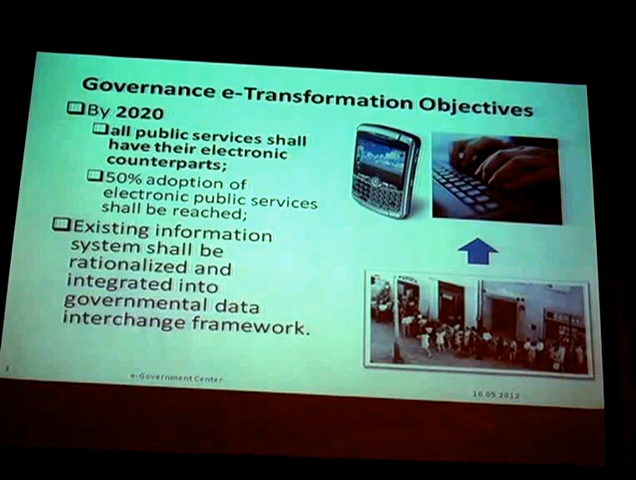 Governance e-Transformation Objectives
By 2020
all public services shall
have their electronic
counterparts;
50% adoption of
electronic public services
shall be reached;
Existing information
system shall be
rationalized and
integrated into
governmental data
interchange framework.
e-Government Center
16.05.2012